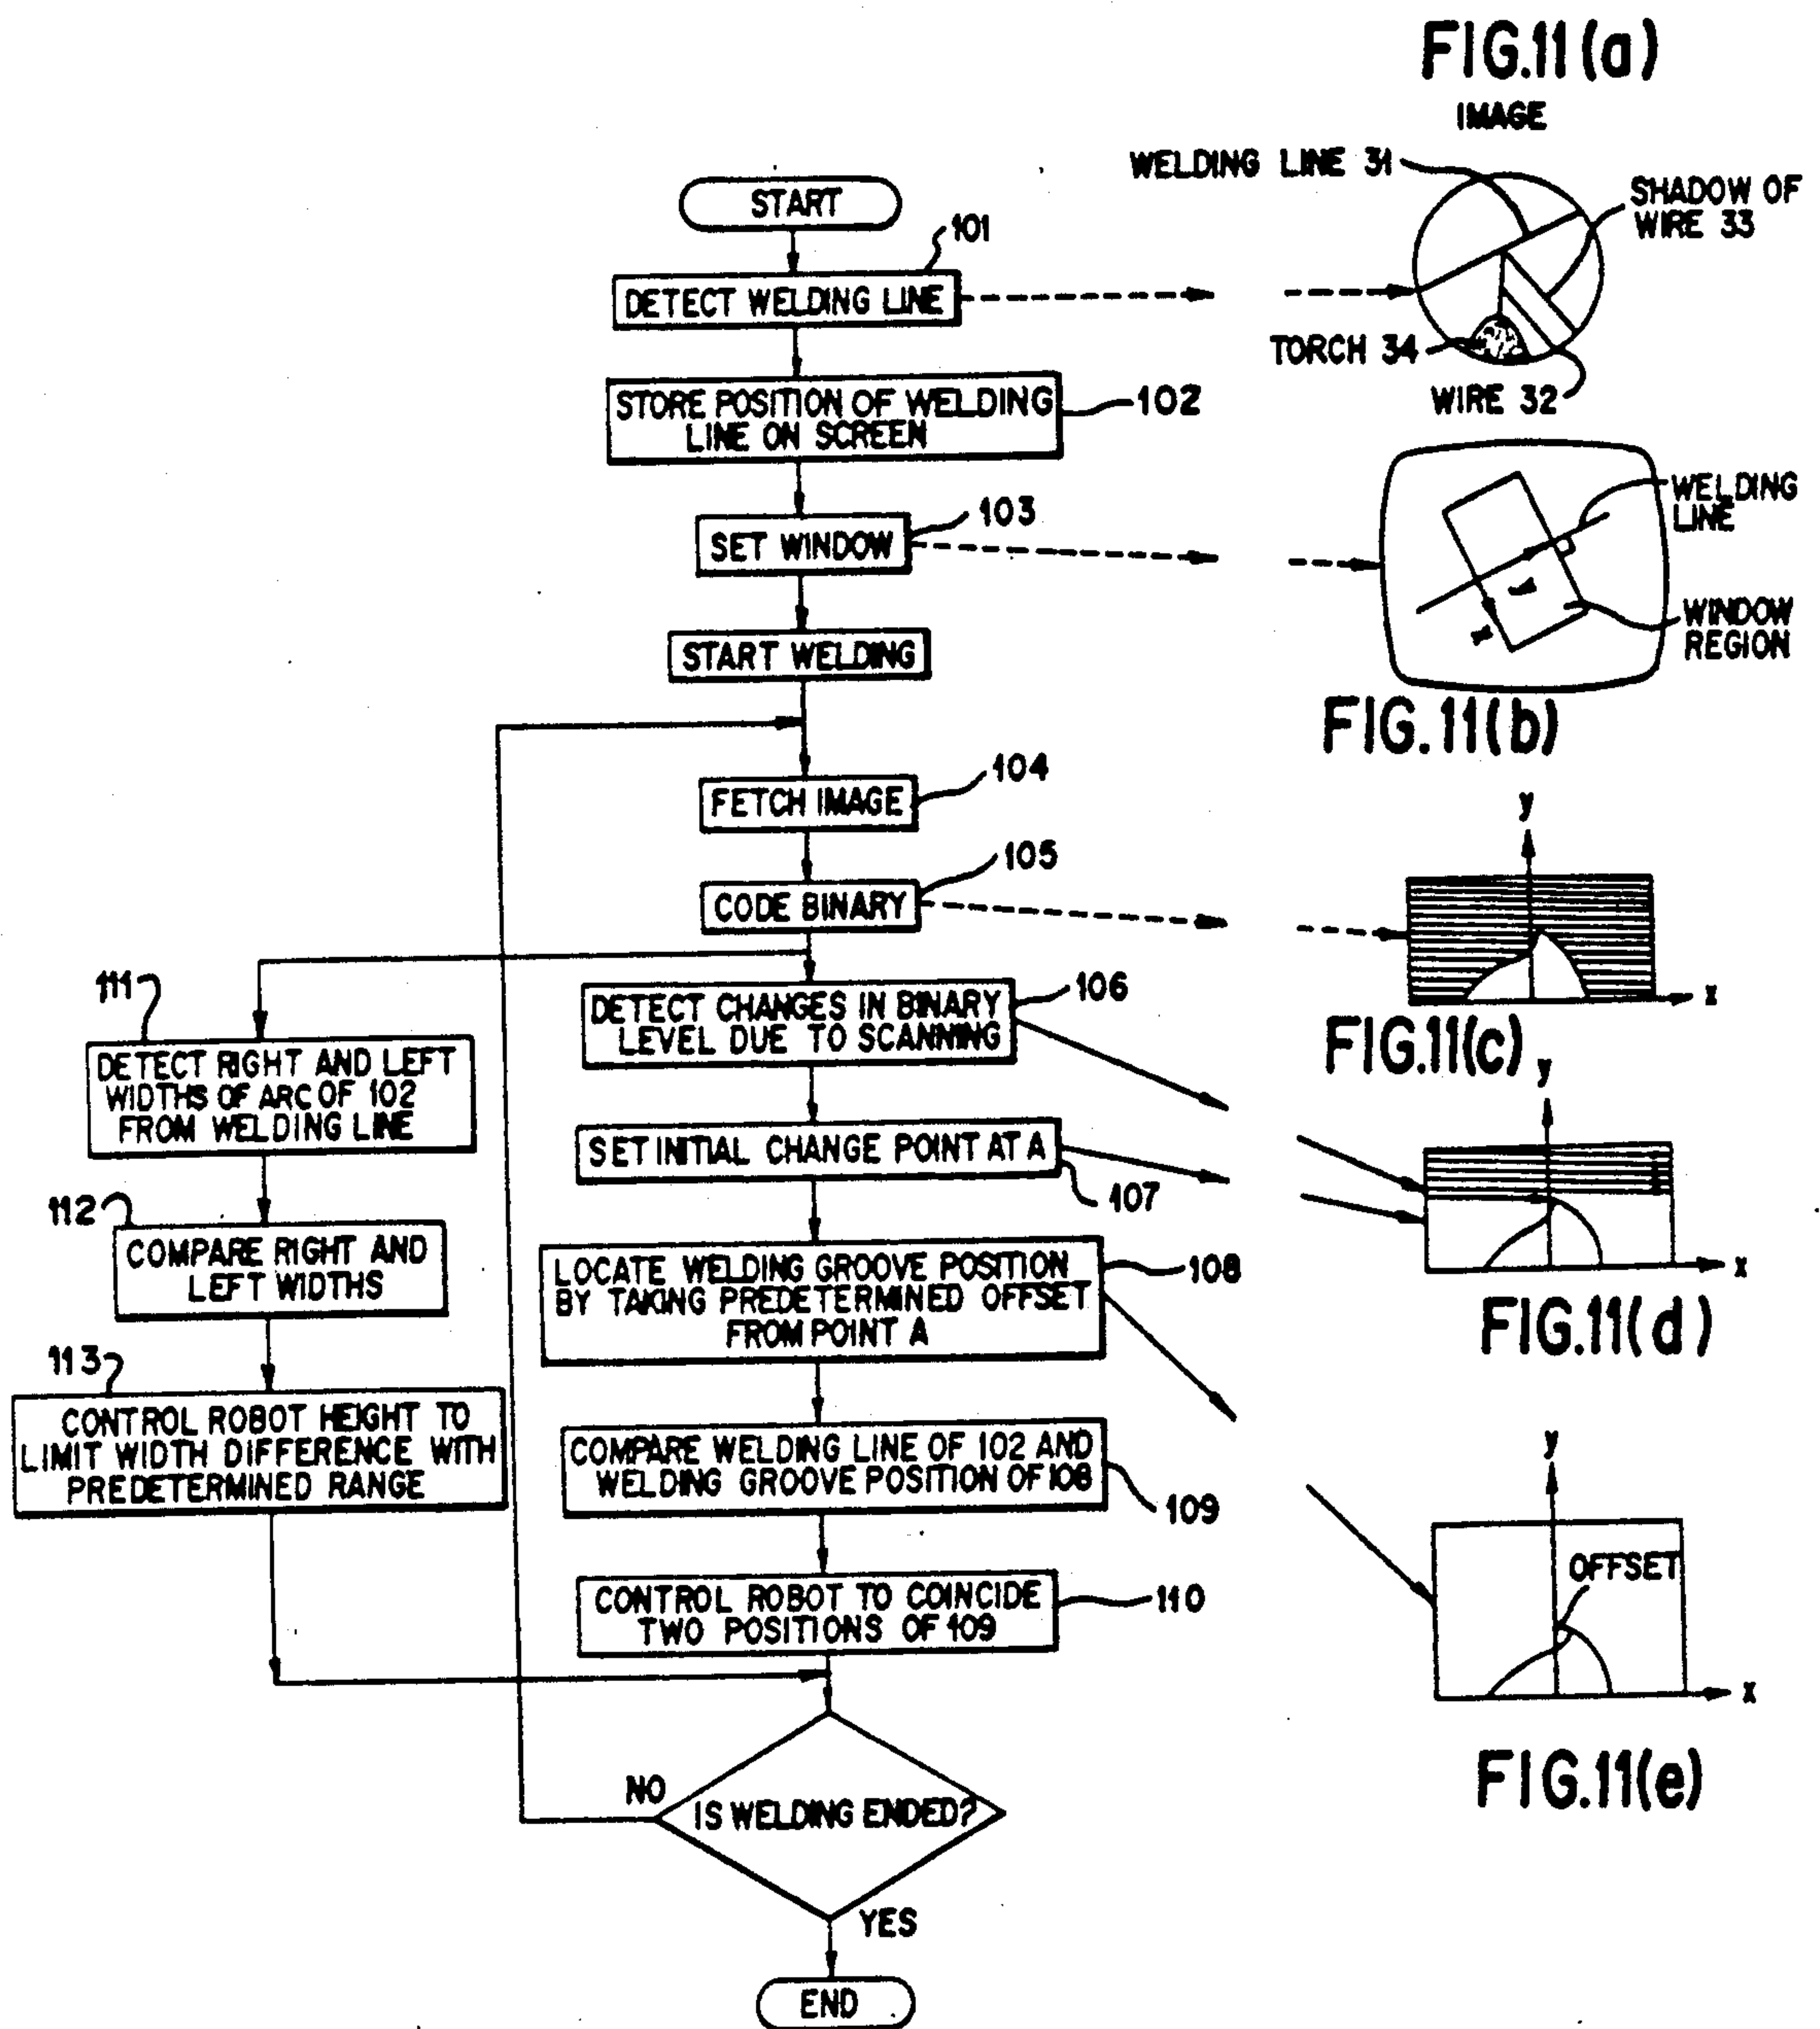 FIG.11(a)
IMAGE
WELDING LINE 31
SHADOW OF
WIRE 33
TORCH 34
WIRE 32
START
101
DETECT WELDING LINE
STORE POSITION OF WELDING
LINE ON SCREEN
102
SET WINDOW
103
WELDING
LINE
y
x
WINDOW
REGION
FIG.11(b)
START WELDING
FETCH IMAGE
104
CODE BINARY
105
y
x
FIG.11(c)
DETECT CHANGES IN BINARY
LEVEL DUE TO SCANNING
106
111
DETECT RIGHT AND LEFT
WIDTHS OF ARC OF 102
FROM WELDING LINE
SET INITIAL CHANGE POINT AT A
107
y
x
FIG.11(d)
112
COMPARE RIGHT AND
LEFT WIDTHS
LOCATE WELDING GROOVE POSITION
BY TAKING PREDETERMINED OFFSET
FROM POINT A
108
113
CONTROL ROBOT HEIGHT TO
LIMIT WIDTH DIFFERENCE WITH
PREDETERMINED RANGE
COMPARE WELDING LINE OF 102 AND
WELDING GROOVE POSITION OF 108
109
y
OFFSET
x
FIG.11(e)
CONTROL ROBOT TO COINCIDE
TWO POSITIONS OF 109
110
NO
IS WELDING ENDED?
YES
END